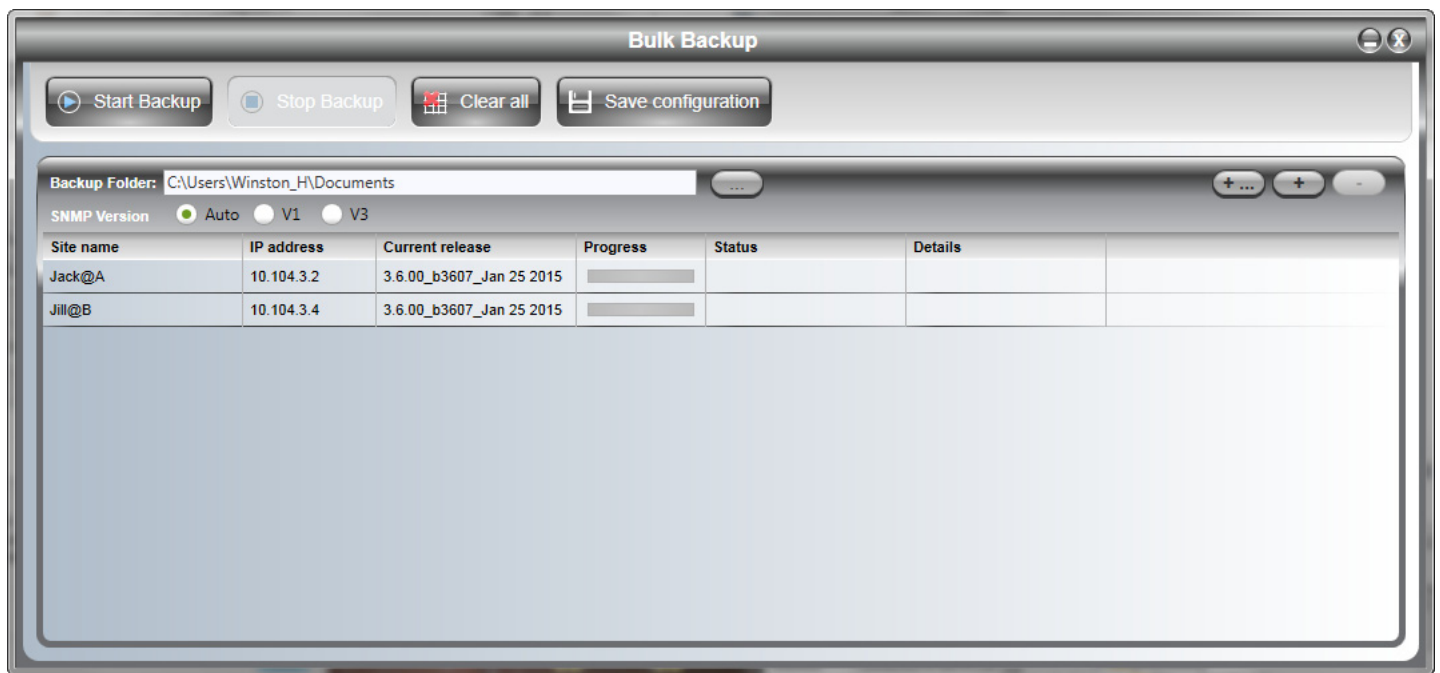 Bulk Backup
Start Backup Stop Backup Clear all Save configuration
Backup Folder: C:\Users\Winston_H\Documents ... + ... + -
SNMP Version Auto V1 V3
Site name IP address Current release Progress Status Details
Jack@A 10.104.3.2 3.6.00_b3607_Jan 25 2015
Jill@B 10.104.3.4 3.6.00_b3607_Jan 25 2015